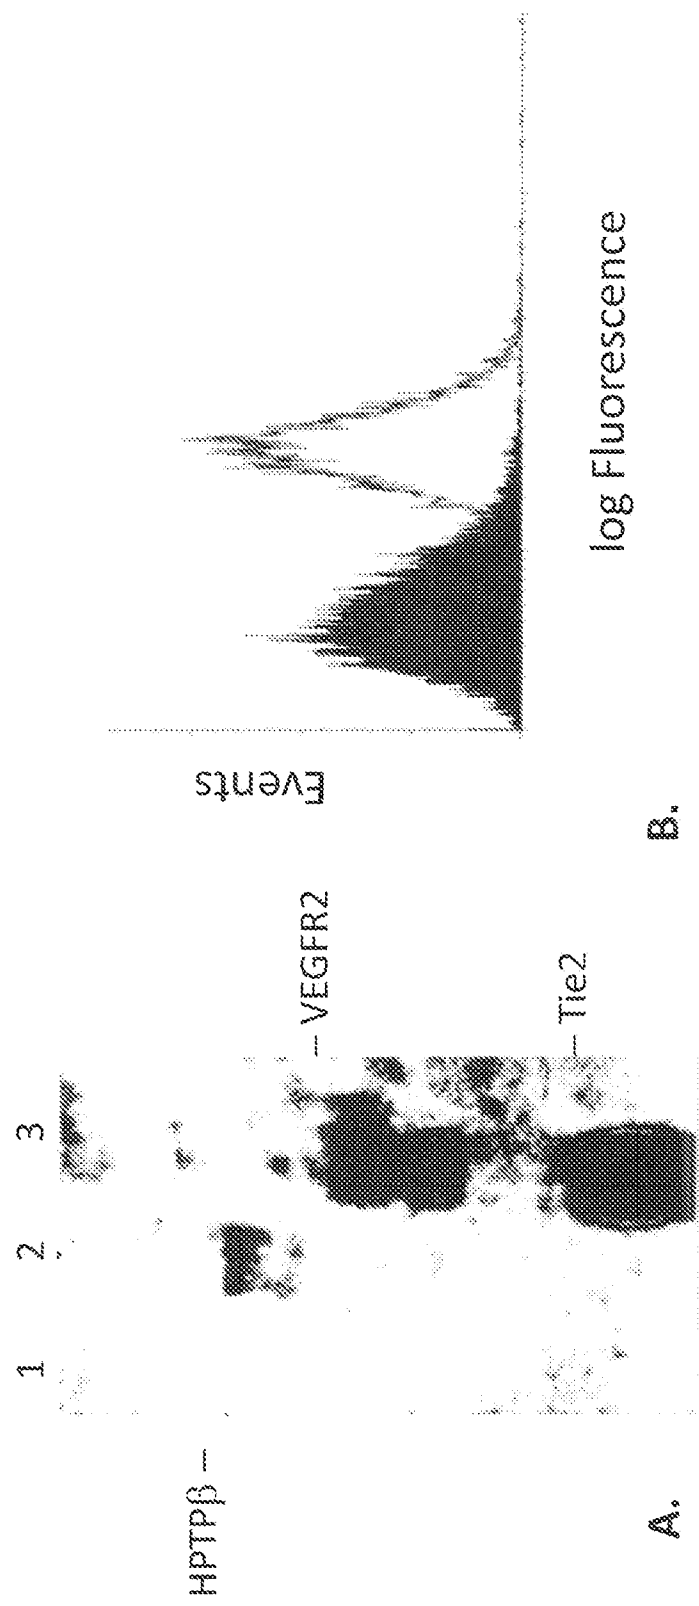 1 2 3
HPTPβ –
– VEGFR2
– Tie2
A.
Events
log Fluorescence
B.